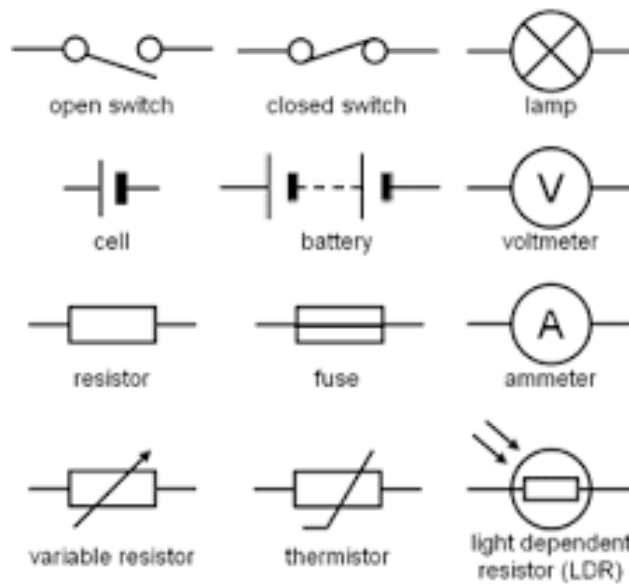 open switch
closed switch
lamp
cell
battery
V
voltmeter
resistor
fuse
A
ammeter
variable resistor
thermistor
light dependent
resistor (LDR)